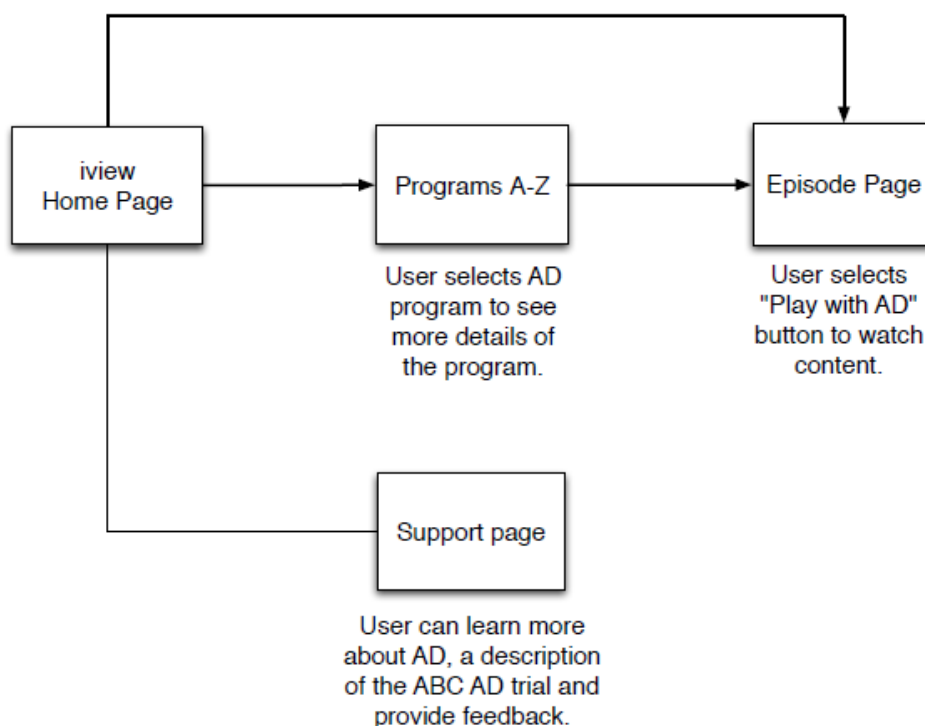 iview
Home Page
Programs A-Z
Episode Page
User selects AD
program to see
more details of
the program.
User selects
"Play with AD"
button to watch
content.
Support page
User can learn more
about AD, a description
of the ABC AD trial and
provide feedback.